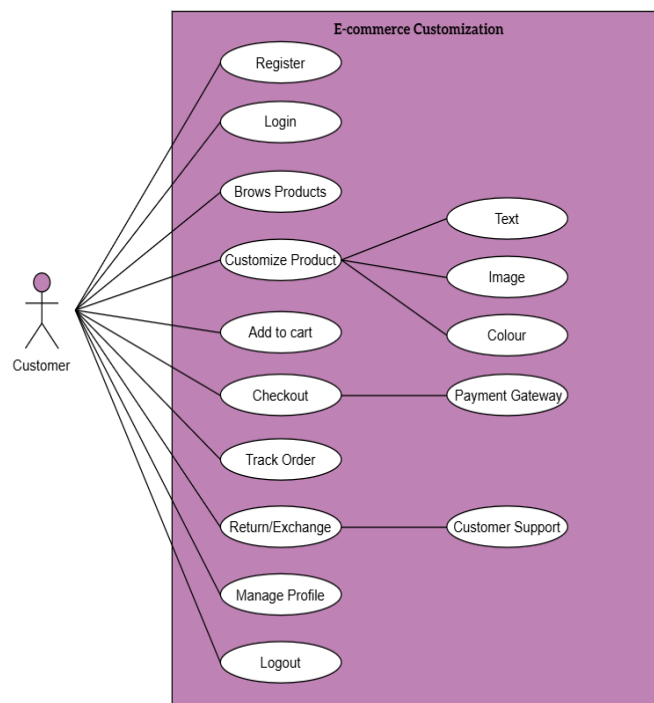 E-commerce Customization
Register
Login
Brows Products
Text
Customize Product
Image
Customer
Add to cart
Colour
Checkout
Payment Gateway
Track Order
Return/Exchange
Customer Support
Manage Profile
Logout